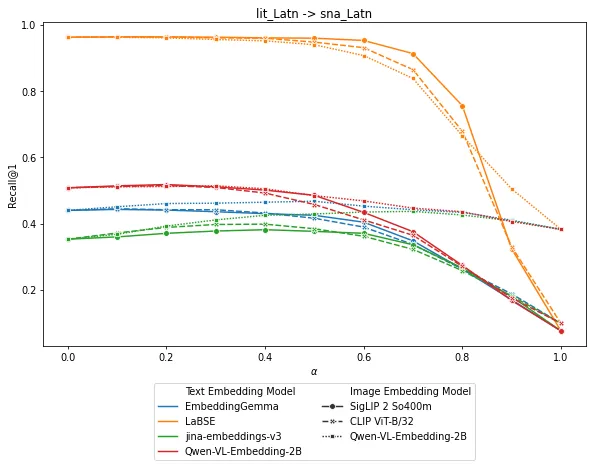 lit_Latn -> sna_Latn
Recall@1
1.0
0.8
0.6
0.4
0.2
0.0 0.2 0.4 0.6 0.8 1.0
α
Text Embedding Model
EmbeddingGemma
LaBSE
jina-embeddings-v3
Qwen-VL-Embedding-2B
Image Embedding Model
SigLIP 2 So400m
CLIP ViT-B/32
Qwen-VL-Embedding-2B